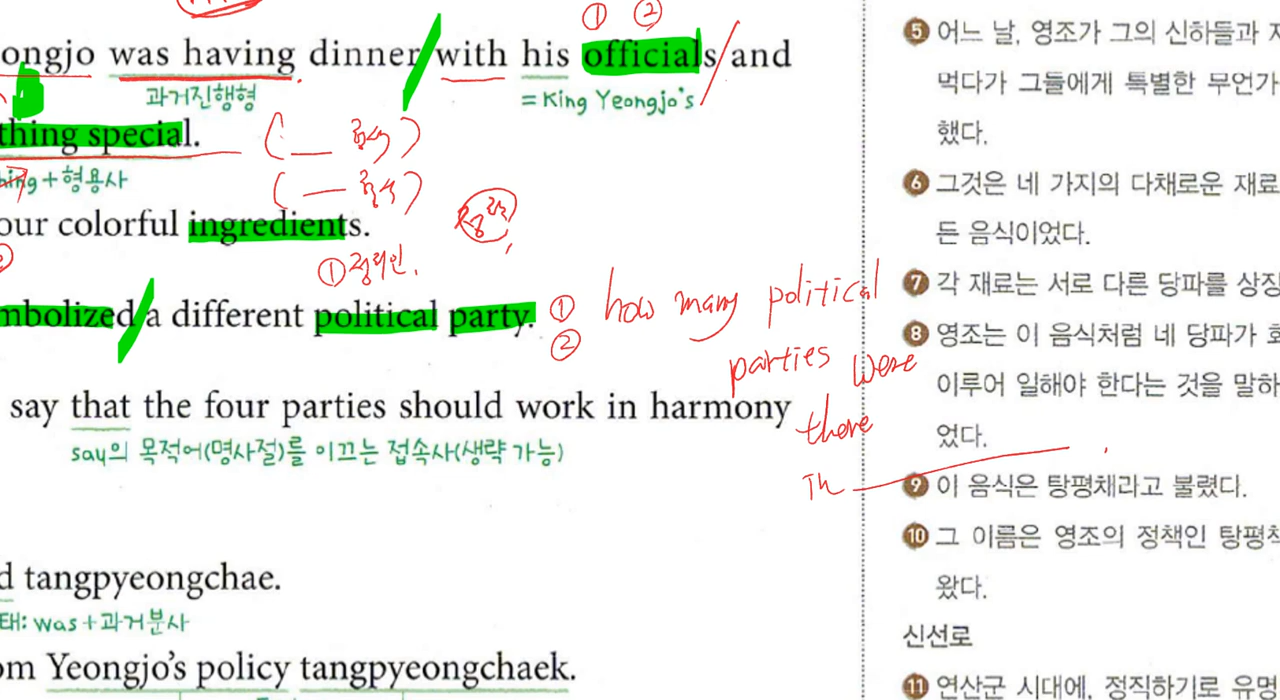 ① ②
ongjo was having dinner with his officials and
과거진행형
= King Yeongjo's
thing special.
+ 형용사
our colorful ingredients.
① 정치인.
mbolized a different political party.
① how many political
②
parties were
there
say that the four parties should work in harmony
say의 목적어(명사절)를 이끄는 접속사(생략 가능)
d tangpyeongchae.
태: was+과거분사
om Yeongjo's policy tangpyeongchaek.
5 어느 날, 영조가 그의 신하들과
먹다가 그들에게 특별한 무언가
했다.
6 그것은 네 가지의 다채로운 재료
든 음식이었다.
7 각 재료는 서로 다른 당파를 상징
8 영조는 이 음식처럼 네 당파가
이루어 일해야 한다는 것을 말하
었다.
9 이 음식은 탕평채라고 불렸다.
10 그 이름은 영조의 정책인 탕평책
왔다.
신선로
11 연산군 시대에, 정직하기로 유명